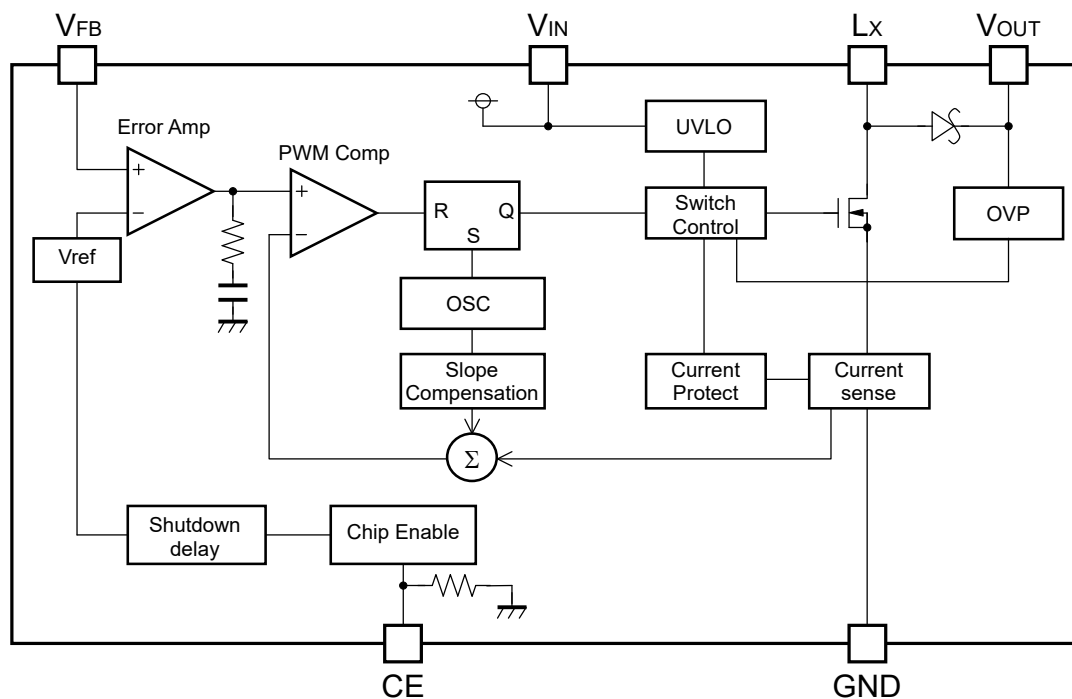 VFB
VIN
LX
VOUT
Error Amp
PWM Comp
UVLO
+
−
+
−
R
Q
S
Switch
Control
OVP
Vref
OSC
Slope
Compensation
Current
Protect
Current
sense
Σ
Shutdown
delay
Chip Enable
CE
GND